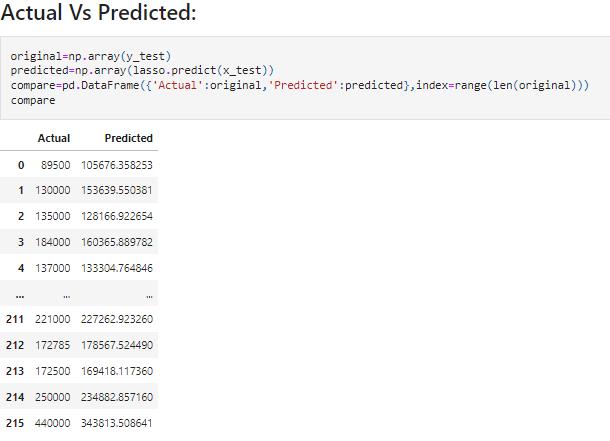 Actual Vs Predicted:
original=np.array(y_test)
predicted=np.array(lasso.predict(x_test))
compare=pd.DataFrame({'Actual':original,'Predicted':predicted},index=range(len(original)))
compare
Actual Predicted
0 89500 105676.358253
1 130000 153639.550381
2 135000 128166.922654
3 184000 160365.889782
4 137000 133304.764846
... ... ...
211 221000 227262.923260
212 172785 178567.524490
213 172500 169418.117360
214 250000 234882.857160
215 440000 343813.508641